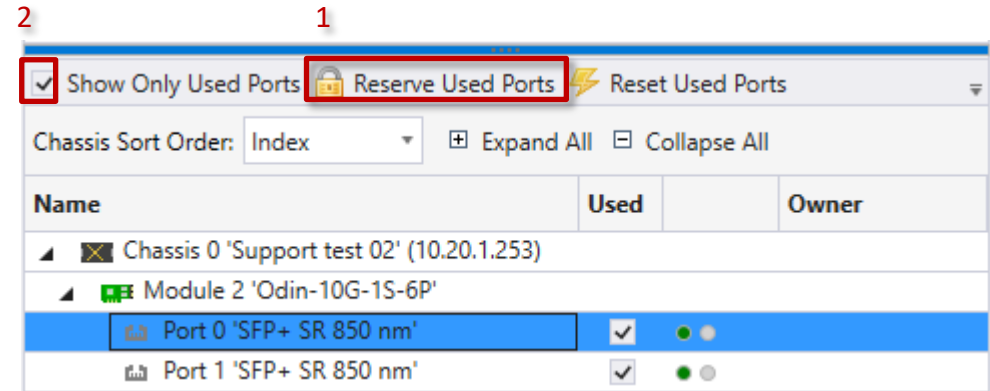 2 1
Show Only Used Ports Reserve Used Ports Reset Used Ports
Chassis Sort Order: Index Expand All Collapse All
Name Used Owner
Chassis 0 'Support test 02' (10.20.1.253)
Module 2 'Odin-10G-1S-6P'
Port 0 'SFP+ SR 850 nm'
Port 1 'SFP+ SR 850 nm'